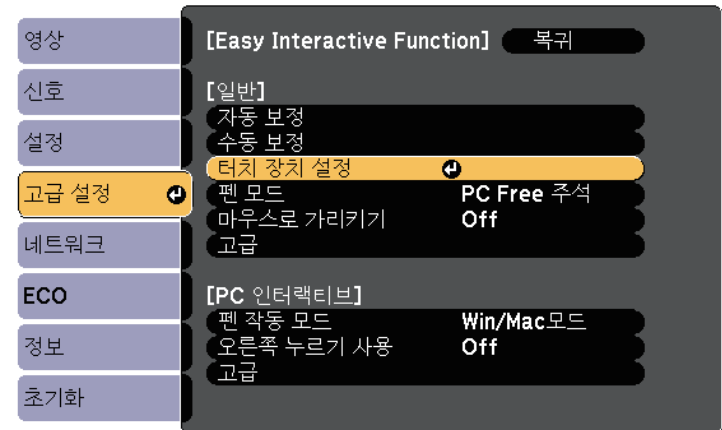 영상
신호
설정
고급 설정
네트워크
ECO
정보
초기화
[Easy Interactive Function] 복귀
[일반]
자동 보정
수동 보정
터치 장치 설정
펜 모드 PC Free 주석
마우스로 가리키기 Off
고급
[PC 인터랙티브]
펜 작동 모드 Win/Mac모드
오른쪽 누르기 사용 Off
고급